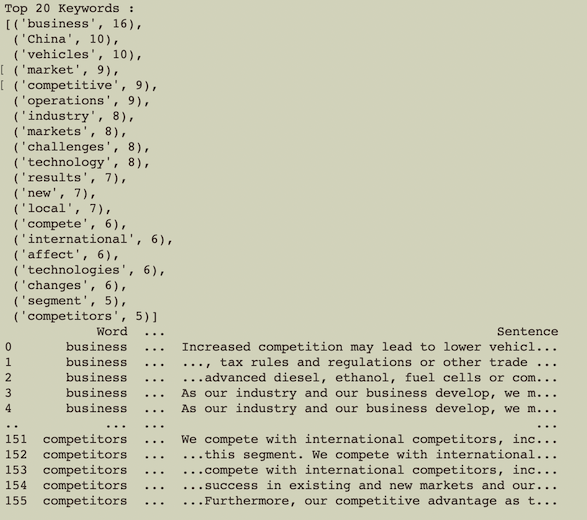 Top 20 Keywords :
[('business', 16),
('China', 10),
('vehicles', 10),
[ ('market', 9),
[ ('competitive', 9),
('operations', 9),
('industry', 8),
('markets', 8),
('challenges', 8),
('technology', 8),
('results', 7),
('new', 7),
('local', 7),
('compete', 6),
('international', 6),
('affect', 6),
('technologies', 6),
('changes', 6),
('segment', 5),
('competitors', 5)]
Word ... Sentence
0 business ... Increased competition may lead to lower vehicl...
1 business ... ..., tax rules and regulations or other trade ...
2 business ... ...advanced diesel, ethanol, fuel cells or com...
3 business ... As our industry and our business develop, we m...
4 business ... As our industry and our business develop, we m...
.. ... ... ...
151 competitors ... We compete with international competitors, inc...
152 competitors ... ...this segment. We compete with international...
153 competitors ... ...compete with international competitors, inc...
154 competitors ... ...success in existing and new markets and our...
155 competitors ... ...Furthermore, our competitive advantage as t...